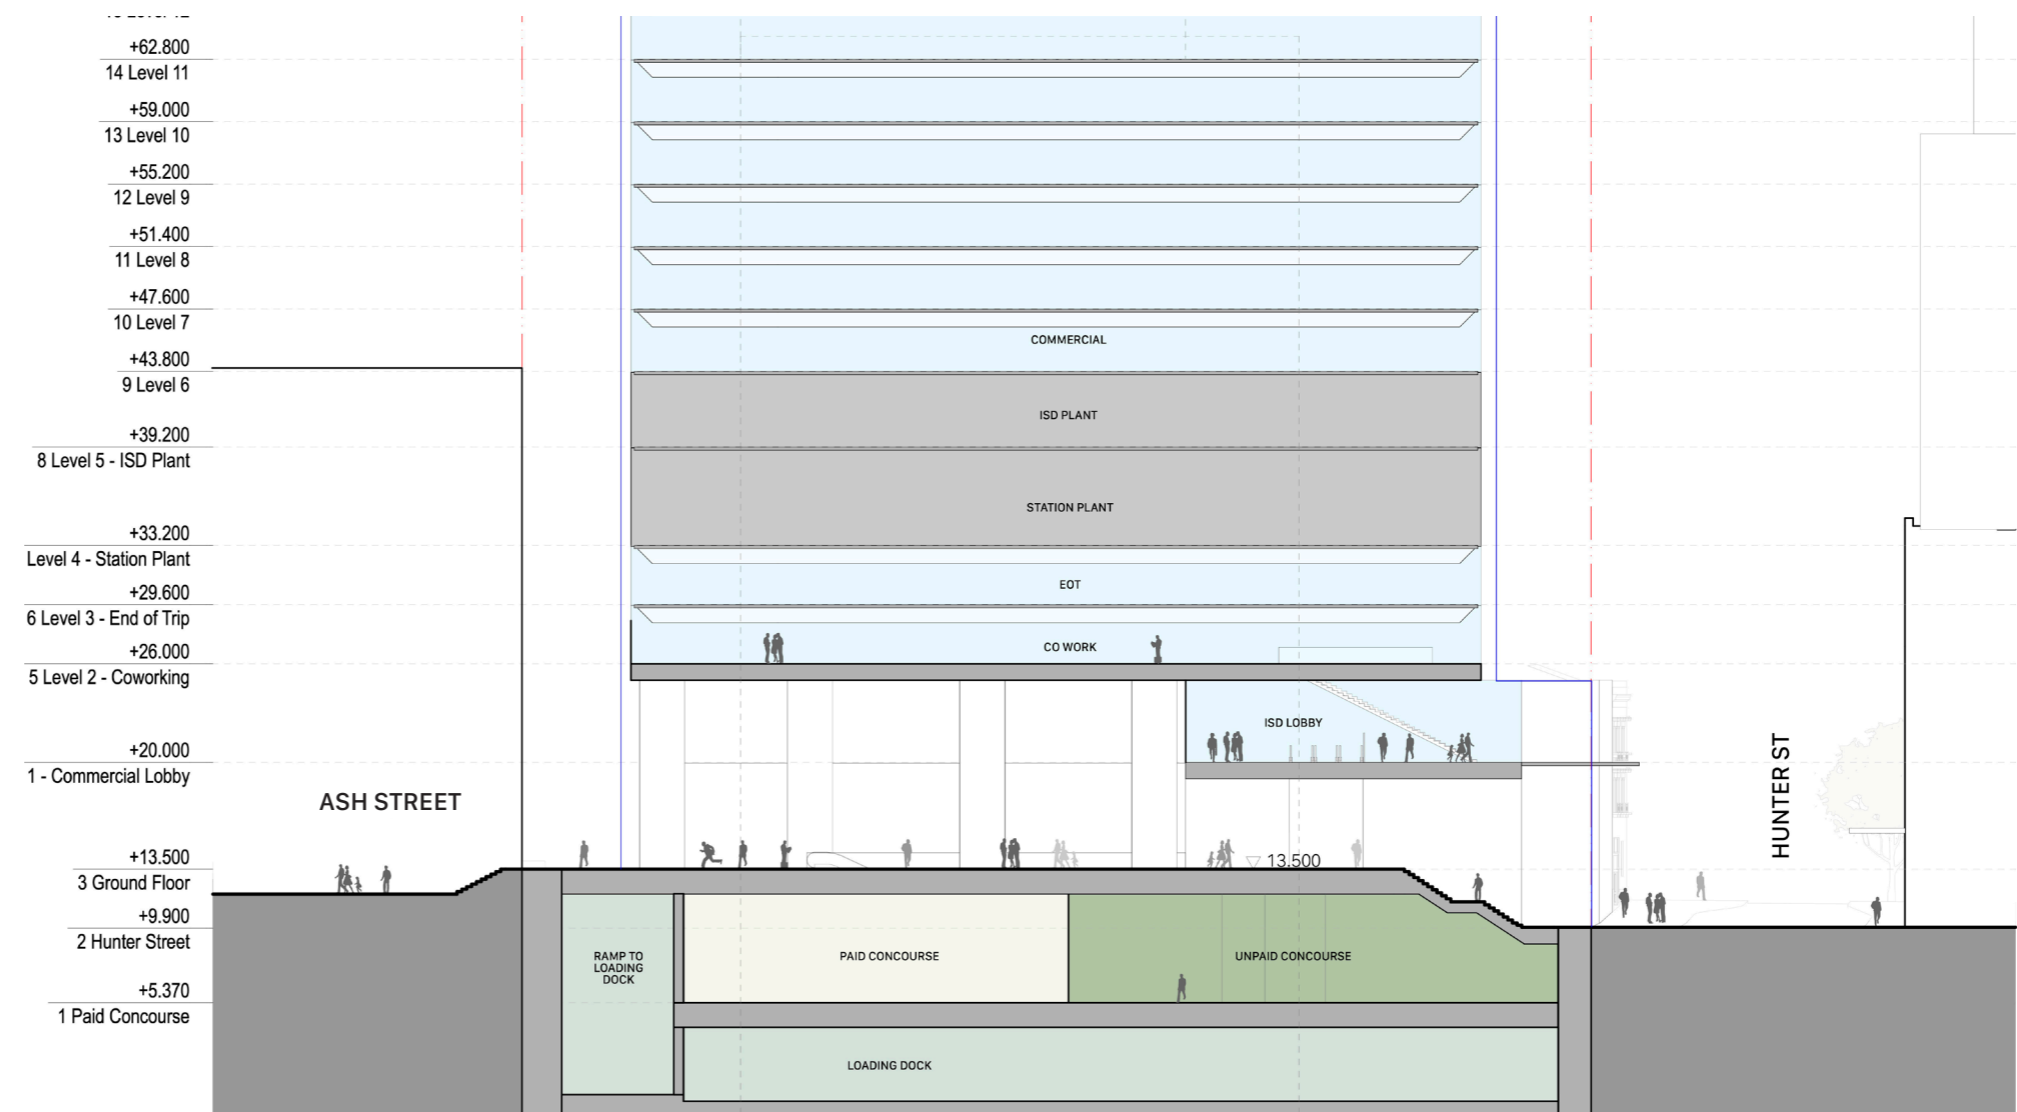 +62.800
14 Level 11
+59.000
13 Level 10
+55.200
12 Level 9
+51.400
11 Level 8
+47.600
10 Level 7
COMMERCIAL
+43.800
9 Level 6
ISD PLANT
+39.200
8 Level 5 - ISD Plant
STATION PLANT
+33.200
Level 4 - Station Plant
EOT
+29.600
6 Level 3 - End of Trip
CO WORK
+26.000
5 Level 2 - Coworking
ISD LOBBY
+20.000
1 - Commercial Lobby
ASH STREET
HUNTER ST
+13.500
13.500
3 Ground Floor
+9.900
2 Hunter Street
RAMP TO
LOADING
DOCK
PAID CONCOURSE
UNPAID CONCOURSE
+5.370
1 Paid Concourse
LOADING DOCK